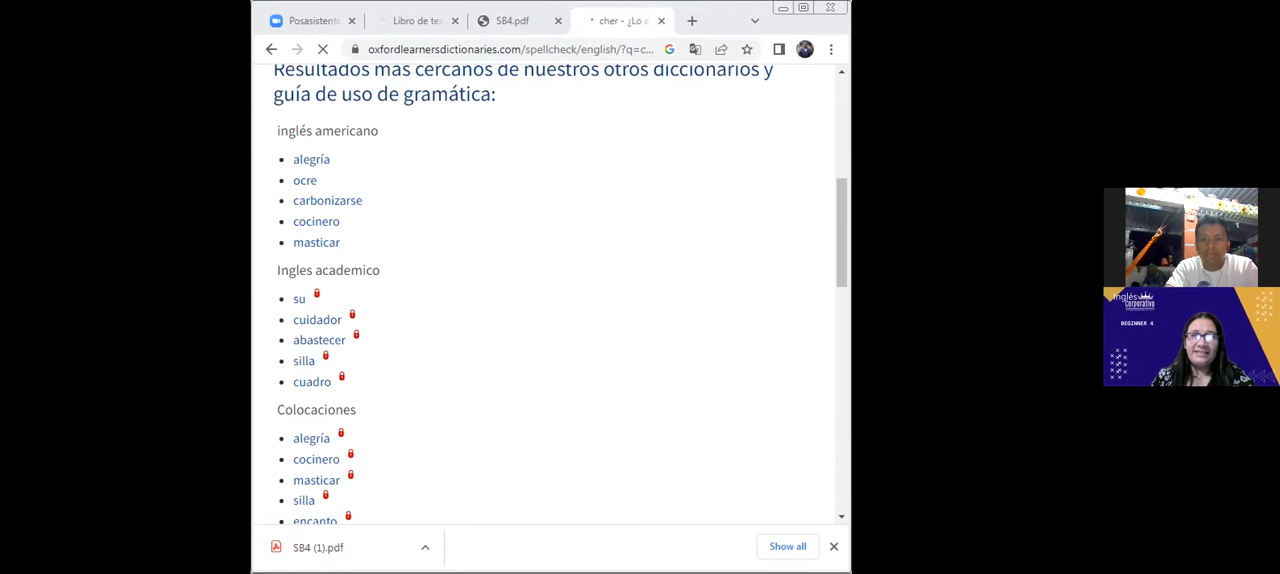 Posasistente
Libro de tex
SB4.pdf
cher - ¿Lo e
oxfordlearnersdictionaries.com/spellcheck/english/?q=c...
Resultados más cercanos de nuestros otros diccionarios y
guía de uso de gramática:
inglés americano
alegría
ocre
carbonizarse
cocinero
masticar
Ingles academico
su
cuidador
abastecer
silla
cuadro
Colocaciones
alegría
cocinero
masticar
silla
encanto
SB4 (1).pdf
Show all
Inglés
Corporativo
BEGINNER 4